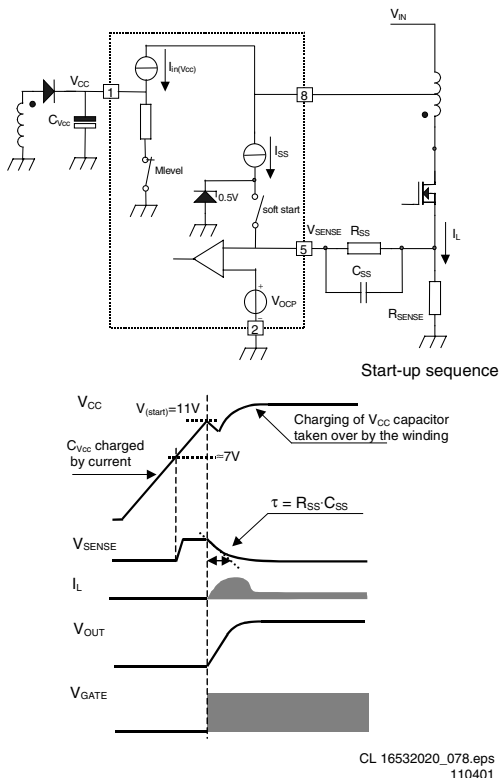 VIN
VCC
1
Iin(Vcc)
8
CVcc
Mlevel
ISS
0.5V
soft start
VSENSE
RSS
IL
5
CSS
VOCP
+
−
RSENSE
2
Start-up sequence
VCC
V(start)=11V
Charging of VCC capacitor
taken over by the winding
CVcc charged
by current
≈7V
τ = RSS·CSS
VSENSE
IL
VOUT
VGATE
CL 16532020_078.eps
110401